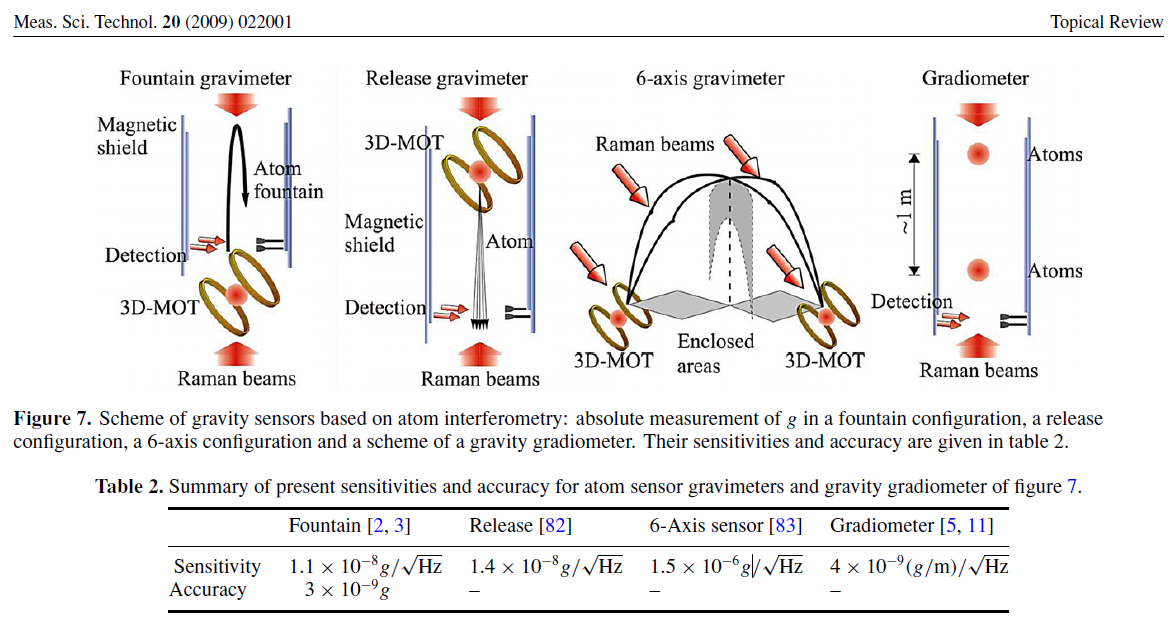 Meas. Sci. Technol. 20 (2009) 022001
Topical Review
Fountain gravimeter
Magnetic
shield
Atom
fountain
Detection
3D-MOT
Raman beams
Release gravimeter
3D-MOT
Magnetic
shield
Atom
Detection
Raman beams
6-axis gravimeter
Raman beams
3D-MOT
Enclosed
areas
3D-MOT
Gradiometer
Atoms
~1 m
Atoms
Detection
Raman beams
Figure 7. Scheme of gravity sensors based on atom interferometry: absolute measurement of g in a fountain configuration, a release
configuration, a 6-axis configuration and a scheme of a gravity gradiometer. Their sensitivities and accuracy are given in table 2.
Table 2. Summary of present sensitivities and accuracy for atom sensor gravimeters and gravity gradiometer of figure 7.
Fountain [2, 3] Release [82] 6-Axis sensor [83] Gradiometer [5, 11]
Sensitivity 1.1 × 10⁻⁸g/√Hz 1.4 × 10⁻⁸g/√Hz 1.5 × 10⁻⁶g/√Hz 4 × 10⁻⁹(g/m)/√Hz
Accuracy 3 × 10⁻⁹g – – –